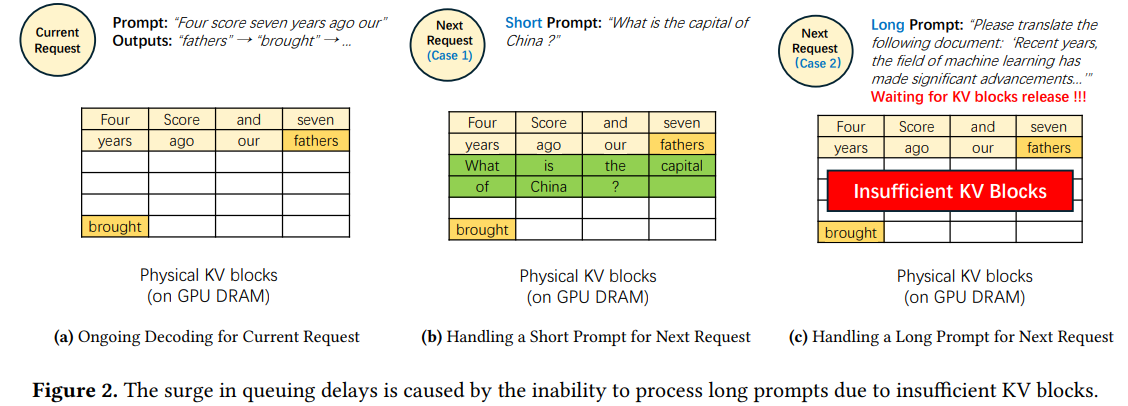 Current
Request
Prompt: “Four score seven years ago our”
Outputs: “fathers” → “brought” → ...
Four Score and seven
years ago our fathers
brought
Physical KV blocks
(on GPU DRAM)
(a) Ongoing Decoding for Current Request
Next
Request
(Case 1)
Short Prompt: “What is the capital of
China ?”
Four Score and seven
years ago our fathers
What is the capital
of China ?
brought
Physical KV blocks
(on GPU DRAM)
(b) Handling a Short Prompt for Next Request
Next
Request
(Case 2)
Long Prompt: “Please translate the
following document: ‘Recent years,
the field of machine learning has
made significant advancements...’”
Waiting for KV blocks release !!!
Four Score and seven
years ago our fathers
Insufficient KV Blocks
brought
Physical KV blocks
(on GPU DRAM)
(c) Handling a Long Prompt for Next Request
Figure 2. The surge in queuing delays is caused by the inability to process long prompts due to insufficient KV blocks.